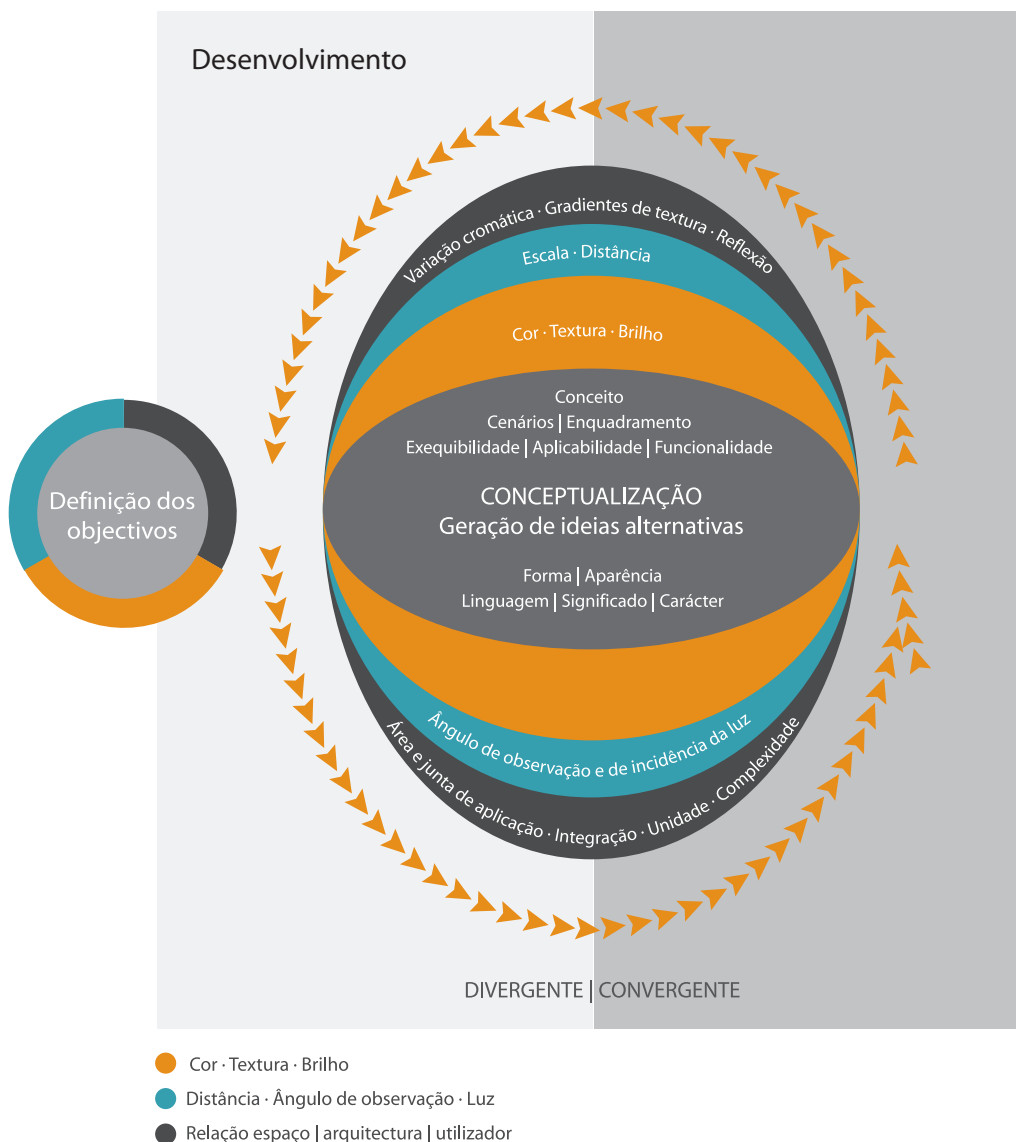 Desenvolvimento
Variação cromática · Gradientes de textura · Reflexão
Escala · Distância
Cor · Textura · Brilho
Conceito
Cenários | Enquadramento
Exequibilidade | Aplicabilidade | Funcionalidade
Definição dos
objectivos
CONCEPTUALIZAÇÃO
Geração de ideias alternativas
Forma | Aparência
Linguagem | Significado | Carácter
Ângulo de observação e de incidência da luz
Área e junta de aplicação · Integração · Unidade · Complexidade
DIVERGENTE | CONVERGENTE
Cor · Textura · Brilho
Distância · Ângulo de observação · Luz
Relação espaço | arquitectura | utilizador